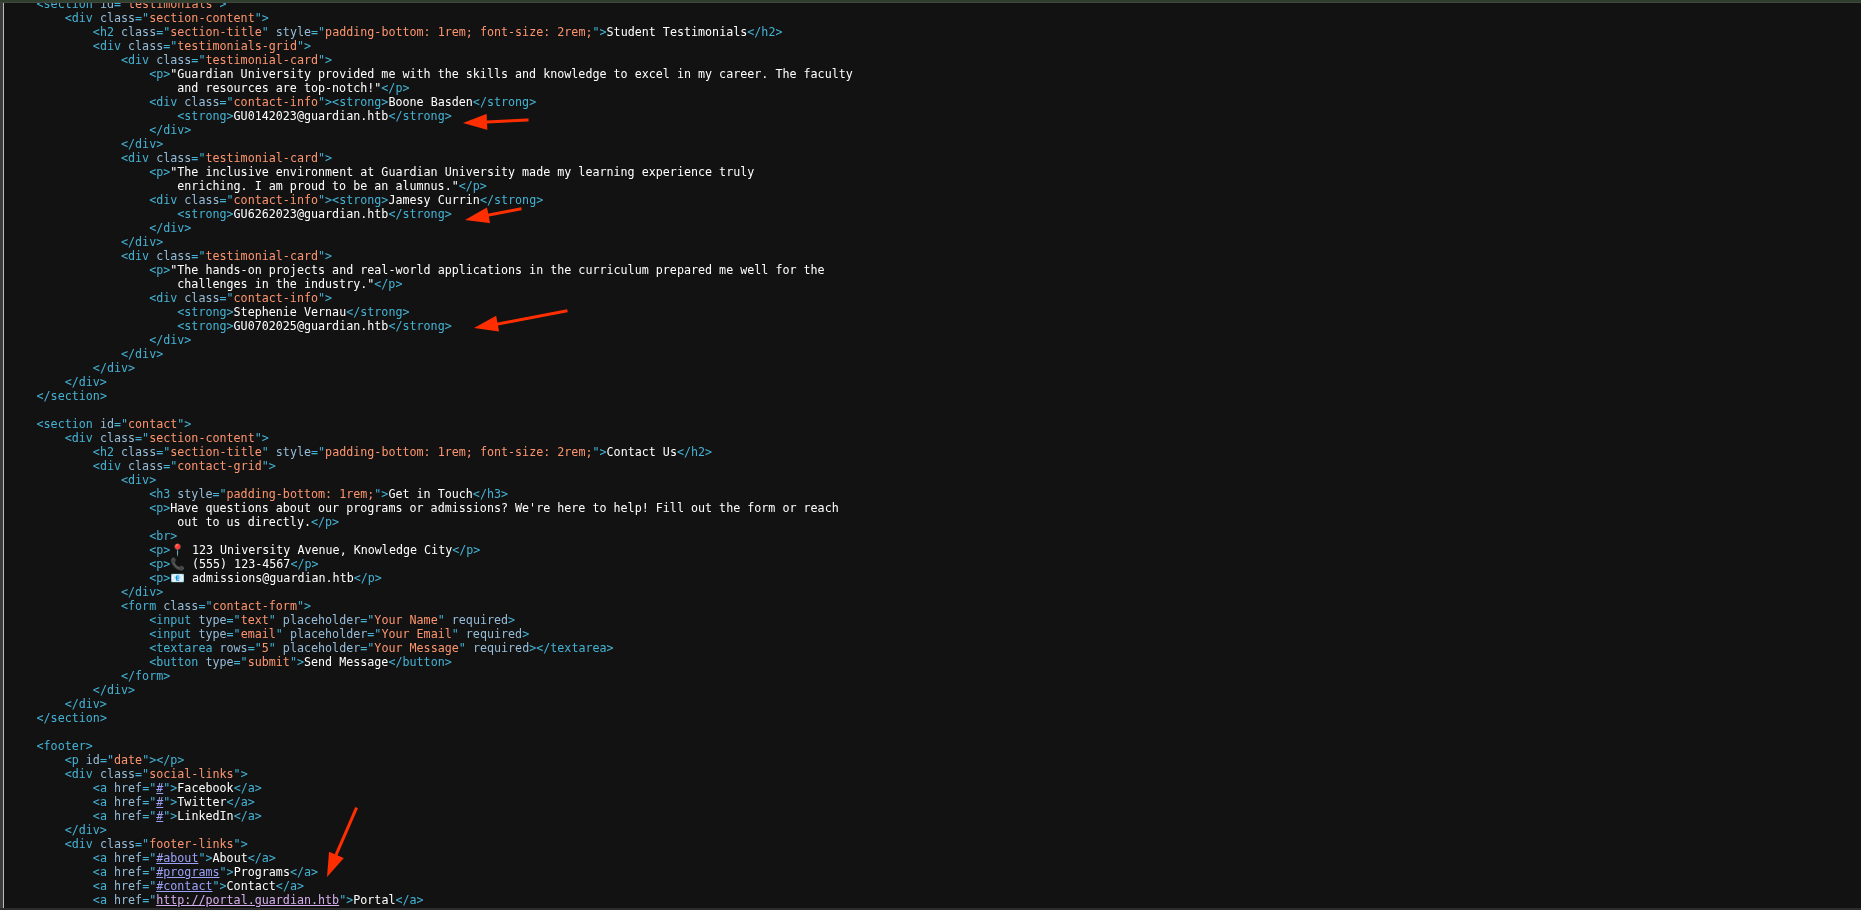 <section id="testimonials">
<div class="section-content">
<h2 class="section-title" style="padding-bottom: 1rem; font-size: 2rem;">Student Testimonials</h2>
<div class="testimonials-grid">
<div class="testimonial-card">
<p>"Guardian University provided me with the skills and knowledge to excel in my career. The faculty
and resources are top-notch!"</p>
<div class="contact-info"><strong>Boone Basden</strong>
<strong>GU0142023@guardian.htb</strong>
</div>
</div>
<div class="testimonial-card">
<p>"The inclusive environment at Guardian University made my learning experience truly
enriching. I am proud to be an alumnus."</p>
<div class="contact-info"><strong>Jamesy Currin</strong>
<strong>GU6262023@guardian.htb</strong>
</div>
</div>
<div class="testimonial-card">
<p>"The hands-on projects and real-world applications in the curriculum prepared me well for the
challenges in the industry."</p>
<div class="contact-info">
<strong>Stephenie Vernau</strong>
<strong>GU0702025@guardian.htb</strong>
</div>
</div>
</div>
</div>
</section>
<section id="contact">
<div class="section-content">
<h2 class="section-title" style="padding-bottom: 1rem; font-size: 2rem;">Contact Us</h2>
<div class="contact-grid">
<div>
<h3 style="padding-bottom: 1rem;">Get in Touch</h3>
<p>Have questions about our programs or admissions? We're here to help! Fill out the form or reach
out to us directly.</p>
<br>
<p>📍 123 University Avenue, Knowledge City</p>
<p>📞 (555) 123-4567</p>
<p>📧 admissions@guardian.htb</p>
</div>
<form class="contact-form">
<input type="text" placeholder="Your Name" required>
<input type="email" placeholder="Your Email" required>
<textarea rows="5" placeholder="Your Message" required></textarea>
<button type="submit">Send Message</button>
</form>
</div>
</div>
</section>
<footer>
<p id="date"></p>
<div class="social-links">
<a href="#">Facebook</a>
<a href="#">Twitter</a>
<a href="#">LinkedIn</a>
</div>
<div class="footer-links">
<a href="#about">About</a>
<a href="#programs">Programs</a>
<a href="#contact">Contact</a>
<a href="http://portal.guardian.htb">Portal</a>